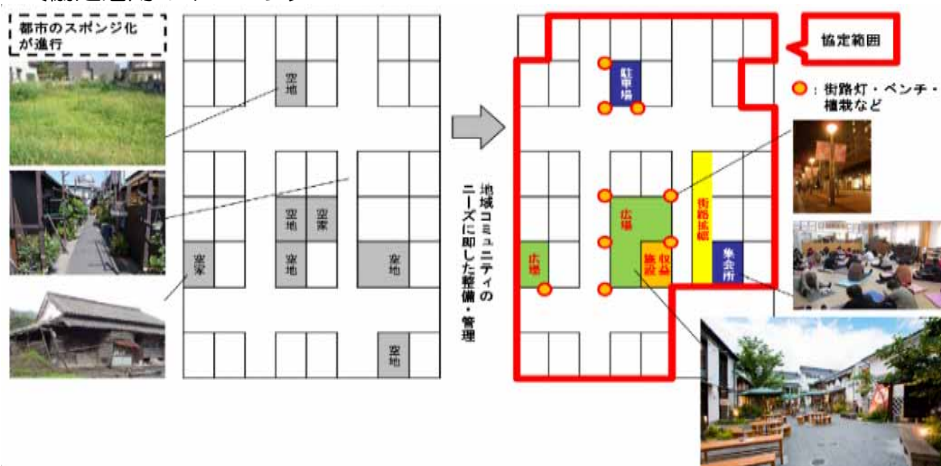 都市のスポンジ化
が進行
空地
空地
空家
空家
空地
空地
空地
地域コミュニティの
ニーズに即した整備・管理
協定範囲
：街路灯・ベンチ・
植栽など
駐車場
広場
街路拡幅
広場
収益
施設
集会所